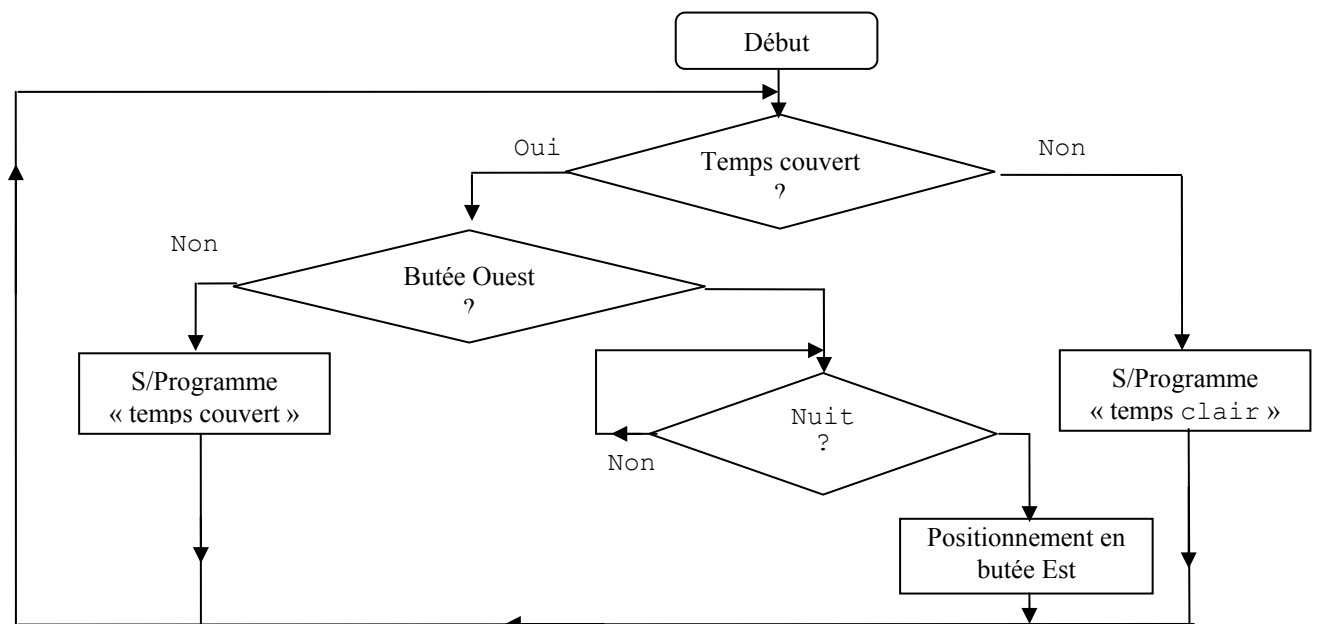 Début
Oui
Temps couvert
?
Non
Non
Butée Ouest
?
S/Programme
« temps couvert »
Nuit
?
Non
S/Programme
« temps clair »
Positionnement en
butée Est